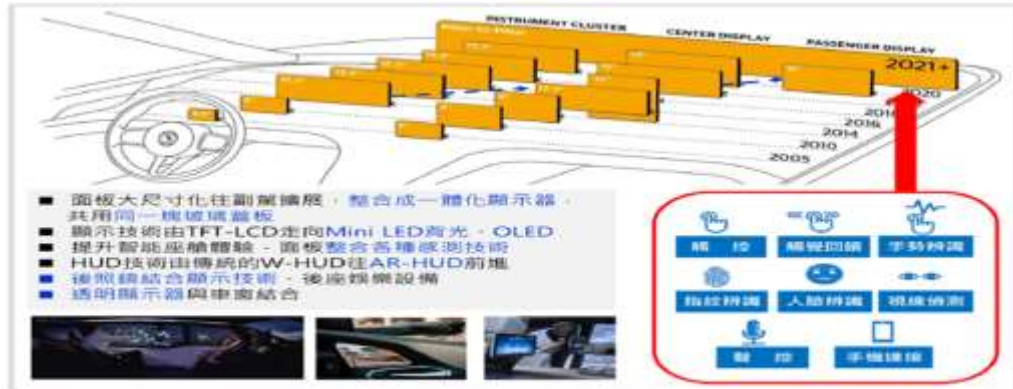 INSTRUMENT CLUSTER
CENTER DISPLAY
PASSENGER DISPLAY
2021+
2020
2016
2014
2010
2005
面板大尺寸化往副駕擴展，整合成一體化顯示器，
共用同一塊玻璃蓋板
顯示技術由TFT-LCD走向Mini LED背光、OLED
提升智能座艙體驗，面板整合各種感測技術
HUD技術由傳統的W-HUD往AR-HUD前進
後照鏡結合顯示技術、後座娛樂設備
透明顯示器與車窗結合
觸 控
觸覺回饋
手勢辨識
指紋辨識
人臉辨識
視線偵測
聲 控
手機連接